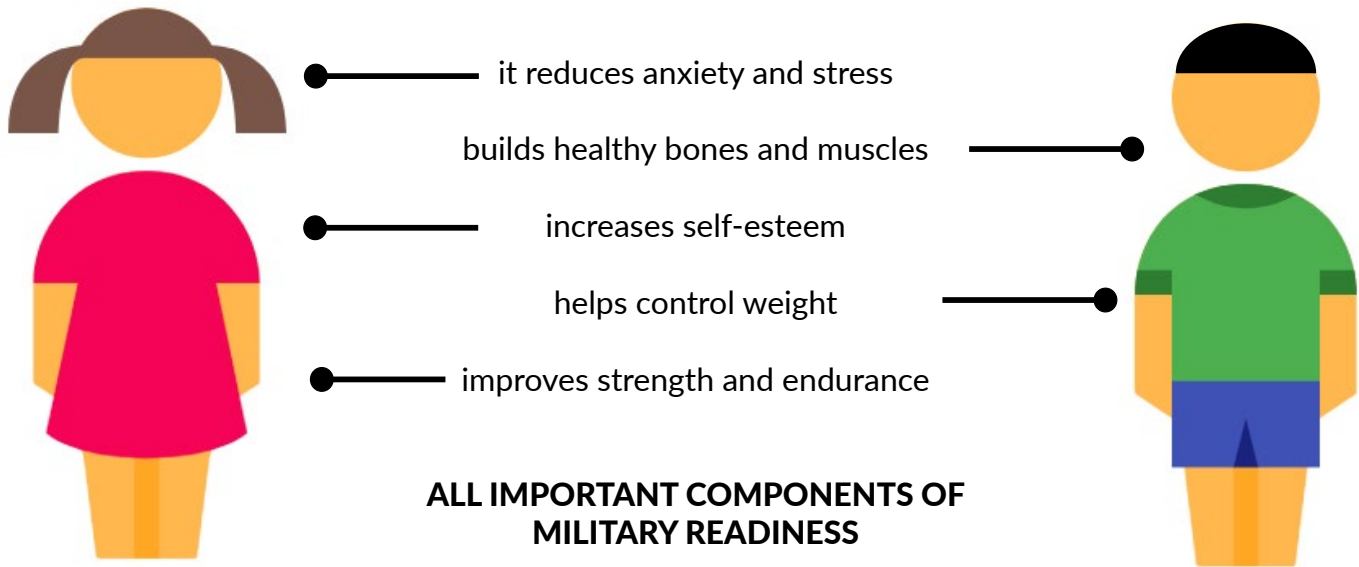 it reduces anxiety and stress
builds healthy bones and muscles
increases self-esteem
helps control weight
improves strength and endurance
ALL IMPORTANT COMPONENTS OF
MILITARY READINESS